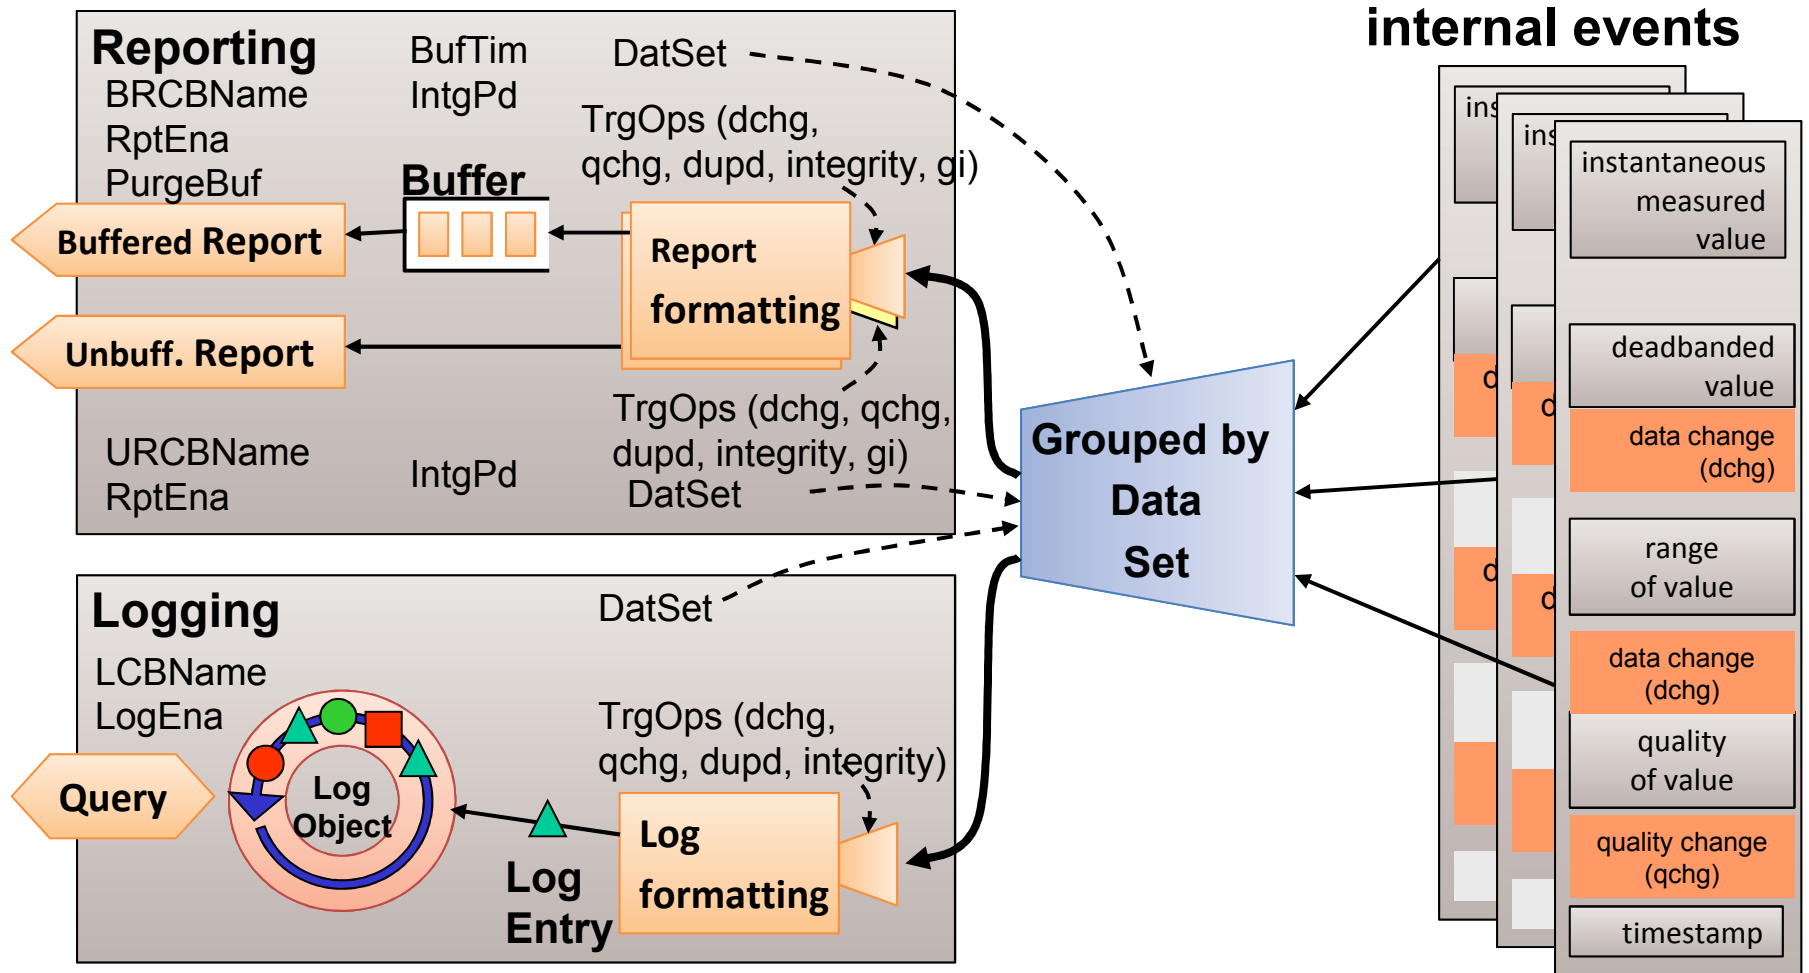 Reporting
BRCBName
RptEna
PurgeBuf
BufTim
IntgPd
DatSet
TrgOps (dchg,
qchg, dupd, integrity, gi)
Buffer
Buffered Report
Report
formatting
Unbuff. Report
TrgOps (dchg, qchg,
dupd, integrity, gi)
DatSet
URCBName
RptEna
IntgPd
Logging
LCBName
LogEna
DatSet
TrgOps (dchg,
qchg, dupd, integrity)
Query
Log
Object
Log
Entry
Log
formatting
Grouped by
Data
Set
internal events
ins
ins
instantaneous
measured
value
deadbanded
value
d
d
data change
(dchg)
range
of value
d
d
data change
(dchg)
quality
of value
quality change
(qchg)
timestamp